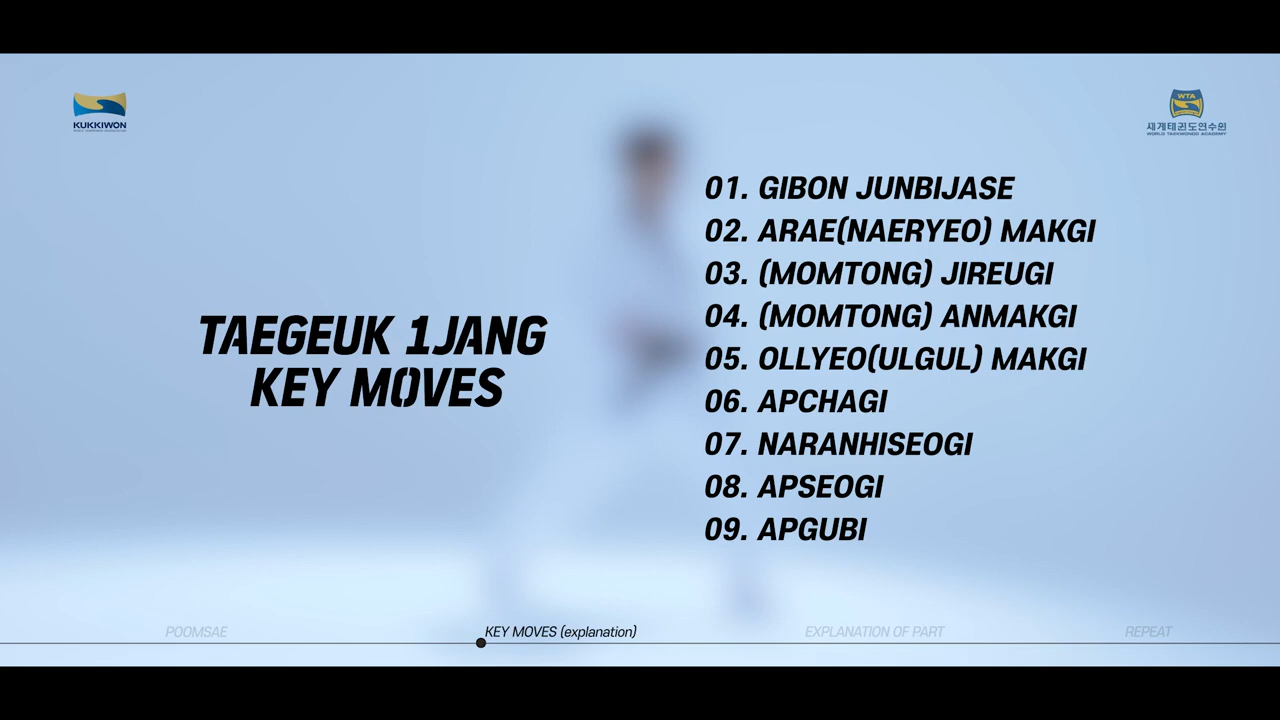 KUKKIWON
WTA
세계태권도연수원
WORLD TAEKWONDO ACADEMY
TAEGEUK 1JANG
KEY MOVES
01. GIBON JUNBIJASE
02. ARAE(NAERYEO) MAKGI
03. (MOMTONG) JIREUGI
04. (MOMTONG) ANMAKGI
05. OLLYEO(ULGUL) MAKGI
06. APCHAGI
07. NARANHISEOGI
08. APSEOGI
09. APGUBI
POOMSAE
KEY MOVES (explanation)
EXPLANATION OF PART
REPEAT